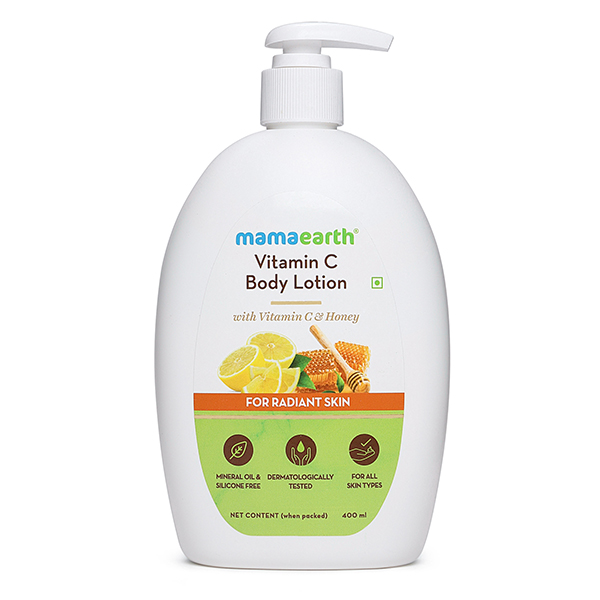 mamaearth®
Vitamin C
Body Lotion
with Vitamin C & Honey
FOR RADIANT SKIN
MINERAL OIL &
SILICONE FREE
DERMATOLOGICALLY
TESTED
FOR ALL
SKIN TYPES
NET CONTENT (when packed) 400 ml